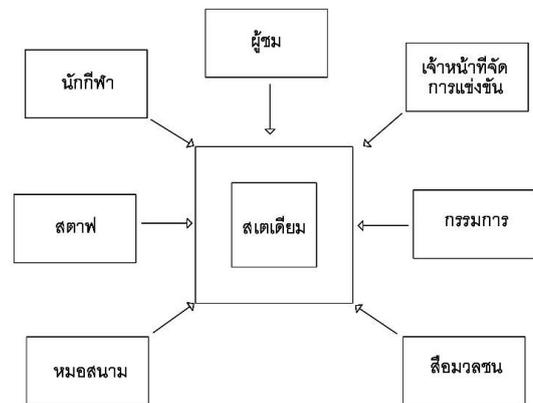 ผู้ชม
นักกีฬา
เจ้าหน้าที่จัด
การแข่งขัน
สตาฟ
สเตเดียม
กรรมการ
หมอสนาม
สื่อมวลชน